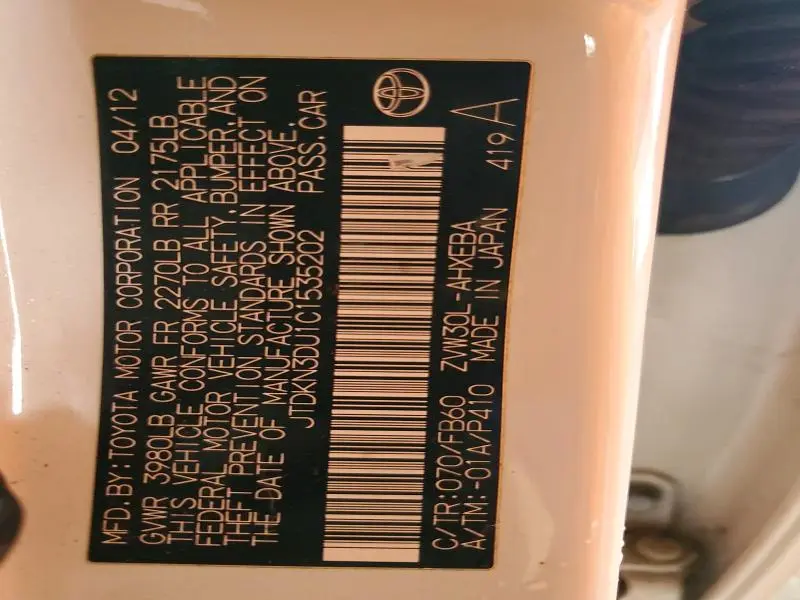 MFD.BY:TOYOTA MOTOR CORPORATION 04/12
GVWR 3980LB GAWR FR 2270LB RR 2175LB
THIS VEHICLE CONFORMS TO ALL APPLICABLE
FEDERAL MOTOR VEHICLE SAFETY,BUMPER,AND
THEFT PREVENTION STANDARDS IN EFFECT ON
THE DATE OF MANUFACTURE SHOWN ABOVE.
JTDKN3DU1C1535202 PASS.CAR
C/TR:070/FB60 ZVW30L-AHXEBA 419A
A/TM:-01A/P410 MADE IN JAPAN